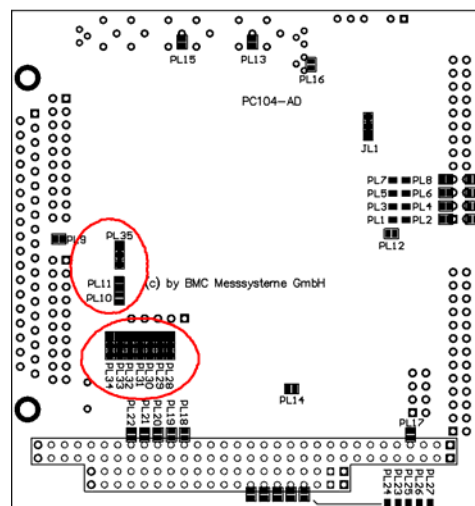 PL15 PL13
PL16
PC104-AD
JL1
PL7 PL8
PL5 PL6
PL3 PL4
PL1 PL2
PL9 PL35
PL12
PL11 (c) by BMC Messsysteme GmbH
PL10
PL34 PL33 PL32 PL31 PL30 PL29 PL28
PL14
PL22 PL21 PL20 PL19 PL18 PL17
PL24 PL23 PL25 PL26 PL27